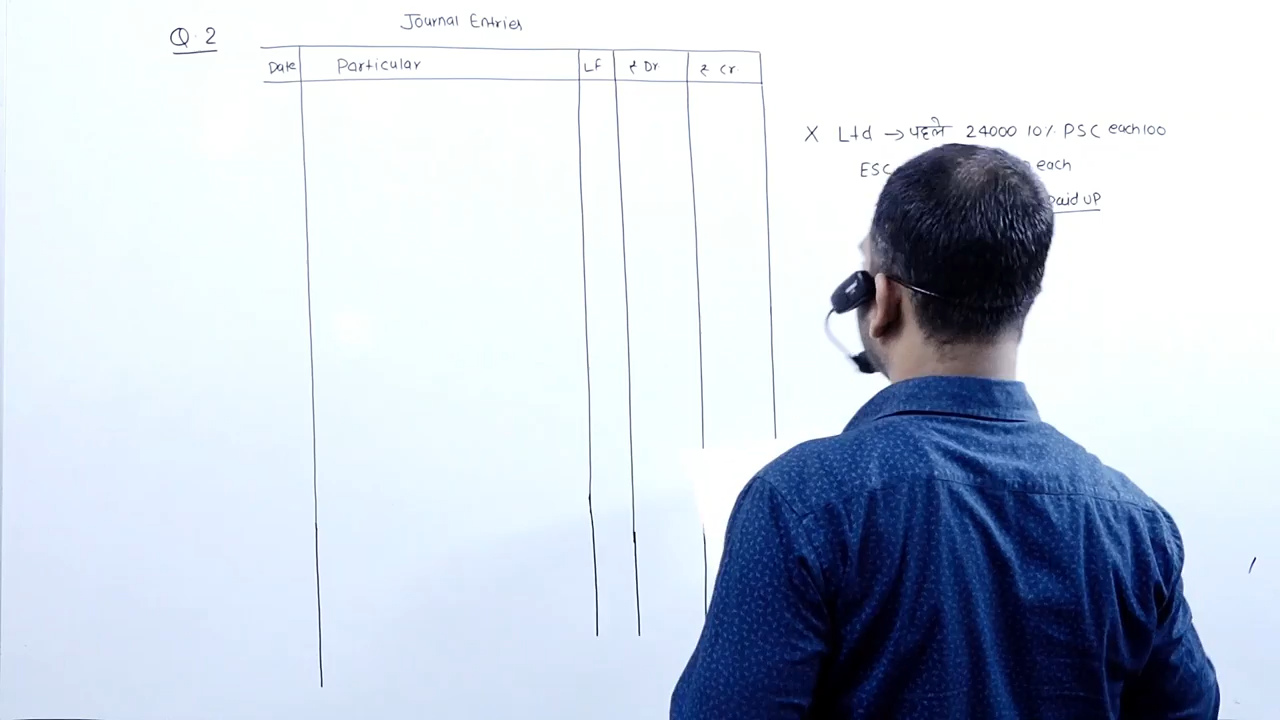 Q.2
Journal Entries
Date Particular LF ₹ Dr. ₹ Cr.
X Ltd → पहले 24000 10% PSC each 100
ESC each
paid UP